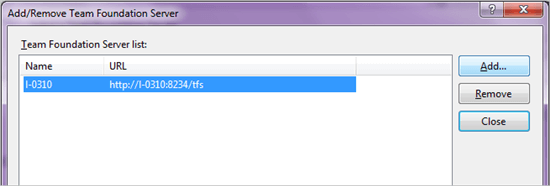 Add/Remove Team Foundation Server
Team Foundation Server list:
Name URL
I-0310 http://I-0310:8234/tfs
Add...
Remove
Close